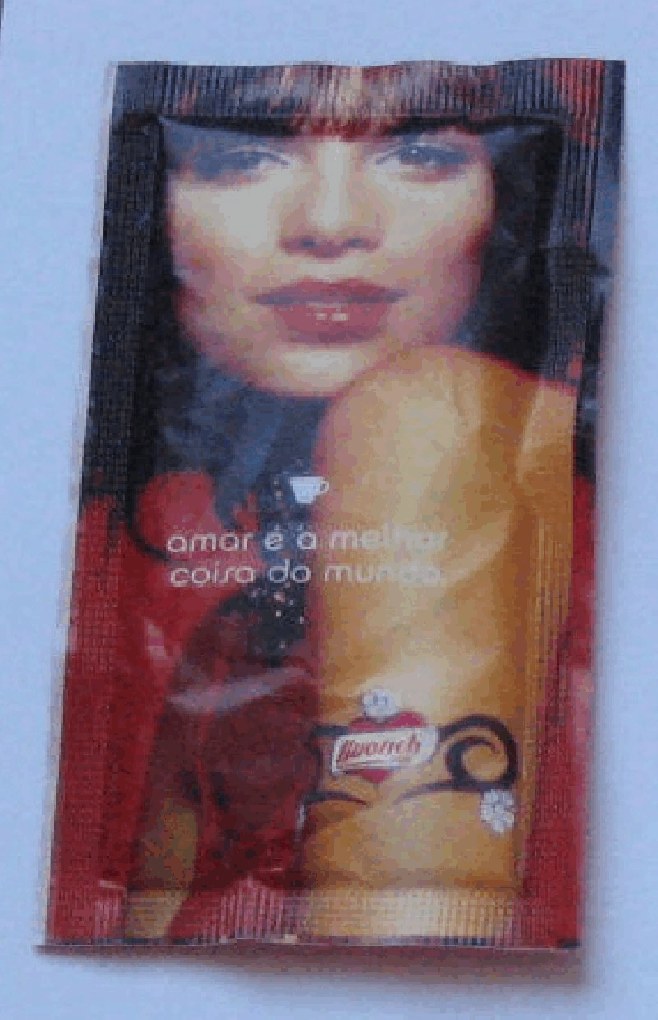 amar é a melhor
coisa do mundo